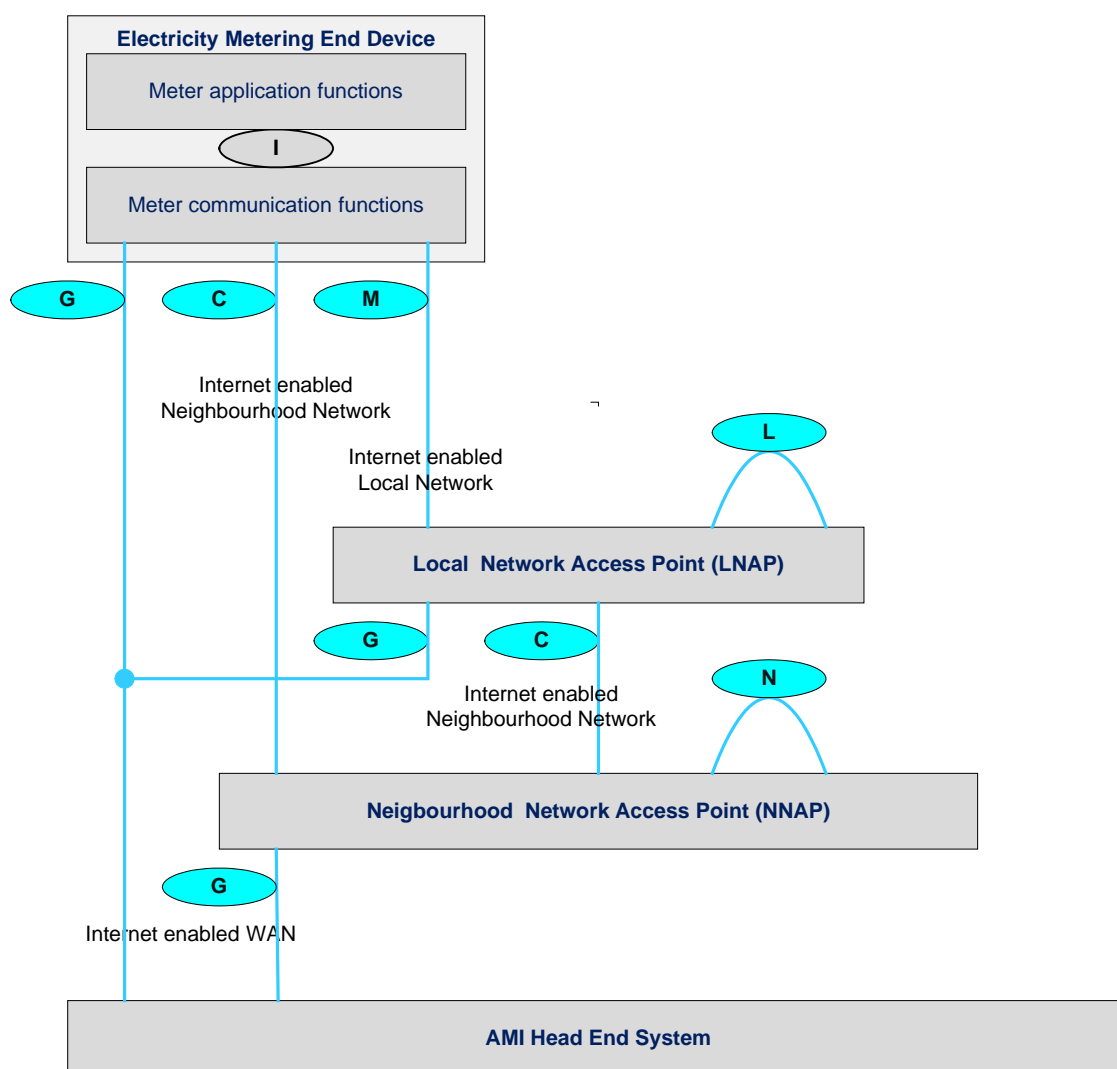 Electricity Metering End Device
Meter application functions
I
Meter communication functions
G
C
M
Internet enabled
Neighbourhood Network
Internet enabled
Local Network
L
Local Network Access Point (LNAP)
G
C
Internet enabled
Neighbourhood Network
N
Neigbourhood Network Access Point (NNAP)
G
Internet enabled WAN
AMI Head End System